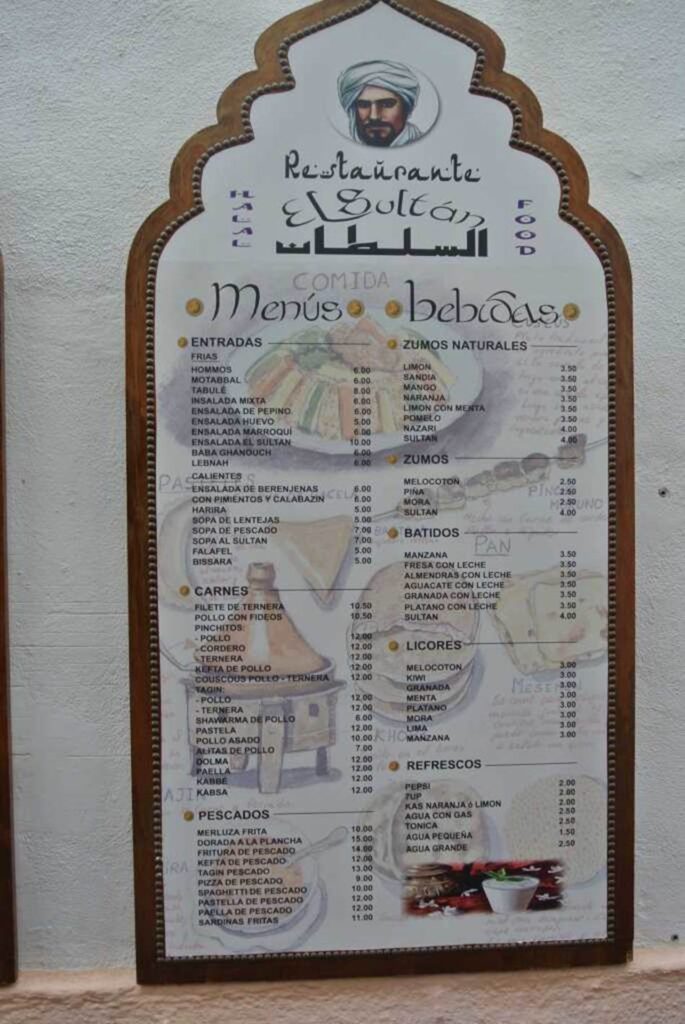 Restaurante
El Sultán
السلطان
HALAL
FOOD
COMIDA
Menús
bebidas
ENTRADAS
FRIAS
HOMMOS 6.00
MOTABBAL 6.00
TABULÉ 8.00
INSALADA MIXTA 6.00
ENSALADA DE PEPINO 6.00
ENSALADA HUEVO 5.00
ENSALADA MARROQUI 6.00
ENSALADA EL SULTAN 10.00
BABA GHANOUCH 6.00
LEBNAH 6.00
CALIENTES
ENSALADA DE BERENJENAS 6.00
CON PIMIENTOS Y CALABAZIN 6.00
HARIRA 5.00
SOPA DE LENTEJAS 5.00
SOPA DE PESCADO 7.00
SOPA AL SULTAN 7.00
FALAFEL 5.00
BISSARA 5.00
CARNES
FILETE DE TERNERA 10.50
POLLO CON FIDEOS 10.50
PINCHITOS:
- POLLO 12.00
- CORDERO 12.00
- TERNERA 12.00
KEFTA DE POLLO 12.00
COUSCOUS POLLO - TERNERA 12.00
TAGIN:
- POLLO 12.00
- TERNERA 12.00
SHAWARMA DE POLLO 6.00
PASTELA 12.00
POLLO ASADO 10.00
ALITAS DE POLLO 7.00
DOLMA 12.00
PAELLA 12.00
KABBE 12.00
KABSA 12.00
PESCADOS
MERLUZA FRITA 10.00
DORADA A LA PLANCHA 15.00
FRITURA DE PESCADO 14.00
KEFTA DE PESCADO 12.00
TAGIN PESCADO 13.00
PIZZA DE PESCADO 9.00
SPAGHETTI DE PESCADO 10.00
PASTELLA DE PESCADO 12.00
PAELLA DE PESCADO 12.00
SARDINAS FRITAS 11.00
ZUMOS NATURALES
LIMON 3.50
SANDIA 3.50
MANGO 3.50
NARANJA 3.50
LIMON CON MENTA 3.50
POMELO 3.50
NAZARI 4.00
SULTAN 4.00
ZUMOS
MELOCOTON 2.50
PIÑA 2.50
MORA 2.50
SULTAN 4.00
BATIDOS
PAN
MANZANA 3.50
FRESA CON LECHE 3.50
ALMENDRAS CON LECHE 3.50
AGUACATE CON LECHE 3.50
GRANADA CON LECHE 3.50
PLATANO CON LECHE 3.50
SULTAN 4.00
LICORES
MELOCOTON 3.00
KIWI 3.00
GRANADA 3.00
MENTA 3.00
PLATANO 3.00
MORA 3.00
LIMA 3.00
MANZANA 3.00
REFRESCOS
PEPSI 2.00
7UP 2.00
KAS NARANJA ó LIMON 2.00
AGUA CON GAS 2.50
TONICA 2.50
AGUA PEQUEÑA 1.50
AGUA GRANDE 2.50